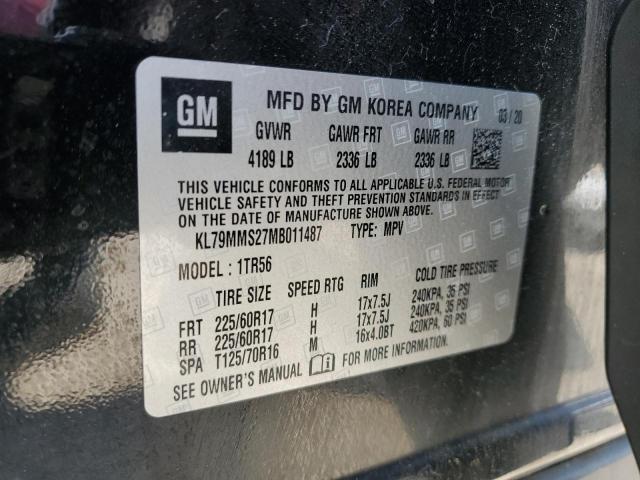 GM MFD BY GM KOREA COMPANY 03/20
GVWR GAWR FRT GAWR RR
4189 LB 2336 LB 2336 LB
THIS VEHICLE CONFORMS TO ALL APPLICABLE U.S. FEDERAL MOTOR
VEHICLE SAFETY AND THEFT PREVENTION STANDARDS IN EFFECT
ON THE DATE OF MANUFACTURE SHOWN ABOVE.
KL79MMS27MB011487 TYPE: MPV
MODEL : 1TR56
TIRE SIZE SPEED RTG RIM COLD TIRE PRESSURE
FRT 225/60R17 H 17x7.5J 240KPA, 35 PSI
RR 225/60R17 H 17x7.5J 240KPA, 35 PSI
SPA T125/70R16 M 16x4.0BT 420KPA, 60 PSI
SEE OWNER'S MANUAL FOR MORE INFORMATION.